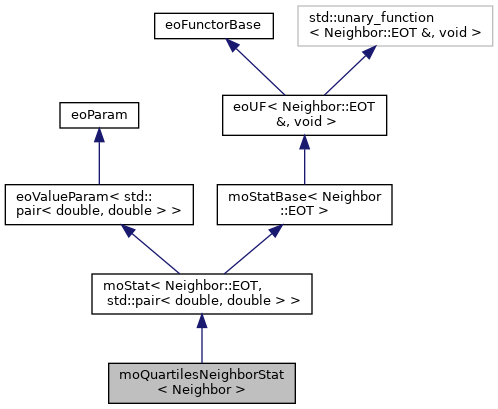 eoFunctorBase
std::unary_function
< Neighbor::EOT &, void >
eoParam
eoUF< Neighbor::EOT
&, void >
eoValueParam< std::
pair< double, double > >
moStatBase< Neighbor
::EOT >
moStat< Neighbor::EOT,
std::pair< double, double > >
moQuartilesNeighborStat
< Neighbor >